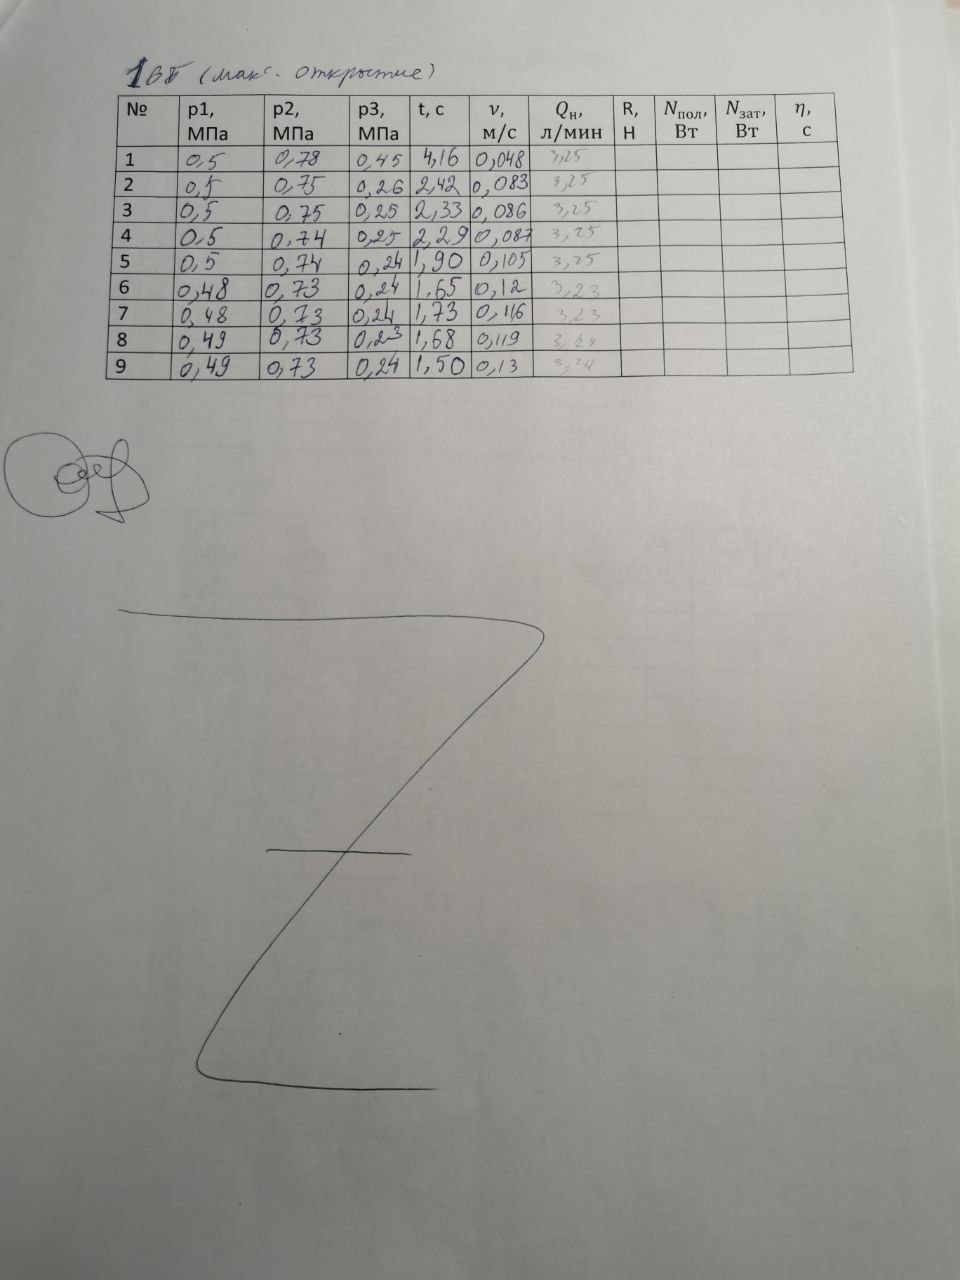 1 бб (макс. открытие)
№ p1, МПа p2, МПа p3, МПа t, c ν, м/с Qн, л/мин R, Н Nпол, Вт Nзат, Вт η, с
1 0,5 0,78 0,45 4,16 0,048 3,25
2 0,5 0,75 0,26 2,42 0,083 3,25
3 0,5 0,75 0,25 2,33 0,086 3,25
4 0.5 0.74 0,25 2,29 0,087 3,25
5 0,5 0,74 0,24 1,90 0,105 3,25
6 0,48 0,73 0,24 1,65 0,12 3,23
7 0,48 0,73 0,24 1,73 0,116 3,23
8 0,49 0,73 0,23 1,68 0,119 3,24
9 0,49 0,73 0,24 1,50 0,13 3,24